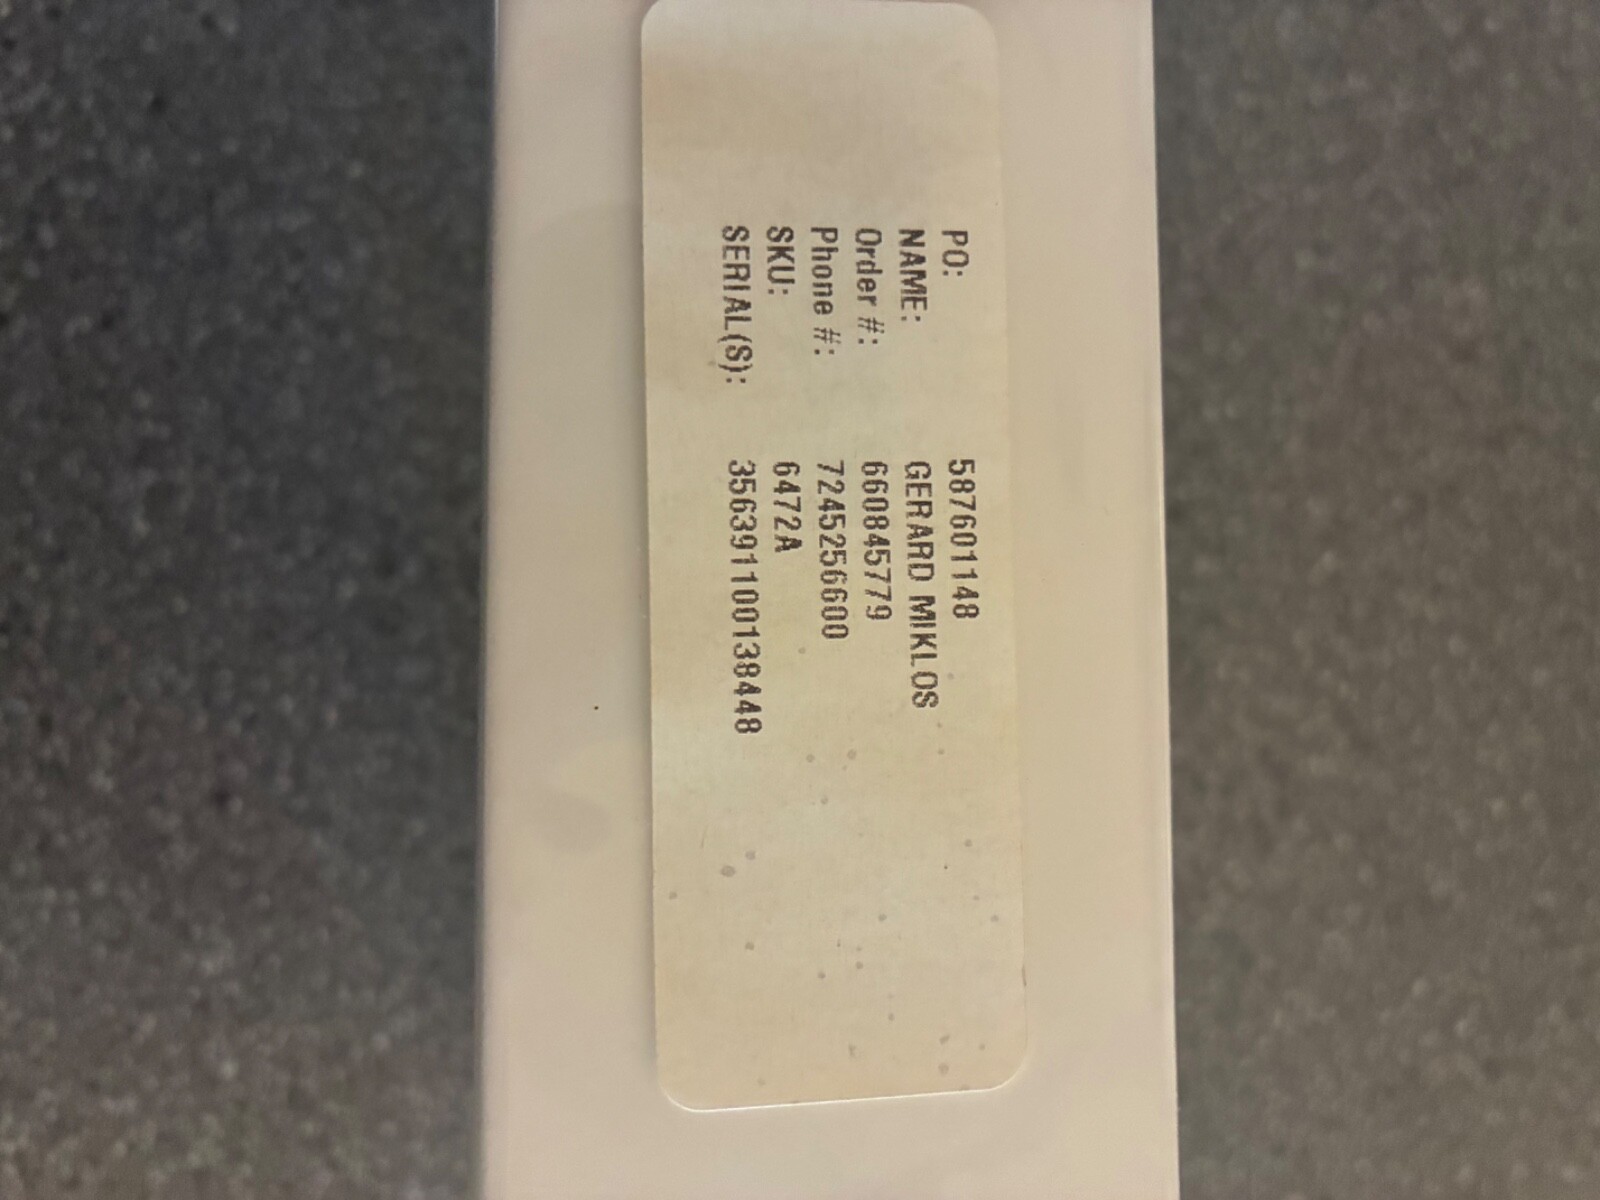 PO: 587601148
NAME: GERARD MIKLOS
Order #: 660845779
Phone #: 7245256600
SKU: 6472A
SERIAL(S): 356391100138448